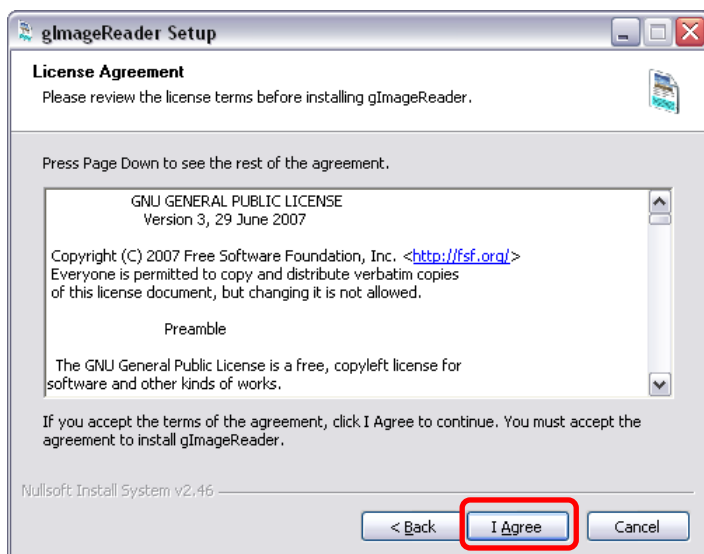 gImageReader Setup
License Agreement
Please review the license terms before installing gImageReader.
Press Page Down to see the rest of the agreement.
GNU GENERAL PUBLIC LICENSE
Version 3, 29 June 2007
Copyright (C) 2007 Free Software Foundation, Inc. <http://fsf.org/>
Everyone is permitted to copy and distribute verbatim copies
of this license document, but changing it is not allowed.
Preamble
The GNU General Public License is a free, copyleft license for
software and other kinds of works.
If you accept the terms of the agreement, click I Agree to continue. You must accept the
agreement to install gImageReader.
Nullsoft Install System v2.46
< Back I Agree Cancel